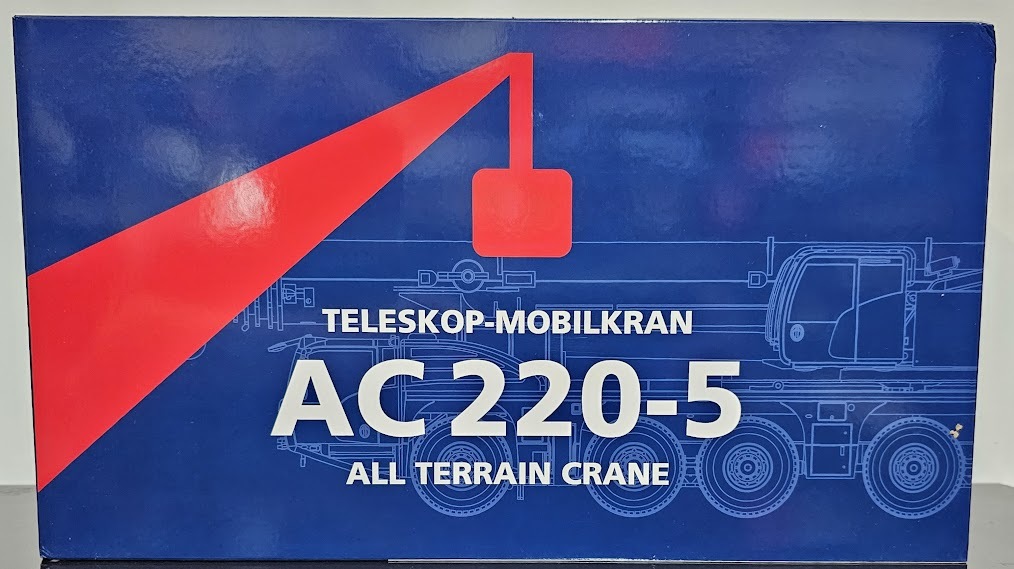 TELESKOP-MOBILKRAN
AC 220-5
ALL TERRAIN CRANE